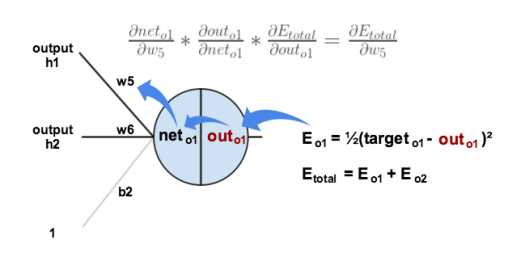 ∂net_o1/∂w5 * ∂out_o1/∂net_o1 * ∂E_total/∂out_o1 = ∂E_total/∂w5
output
h1
w5
output
h2
w6
net o1
out o1
E o1 = ½(target o1 - out o1 )²
E total = E o1 + E o2
b2
1